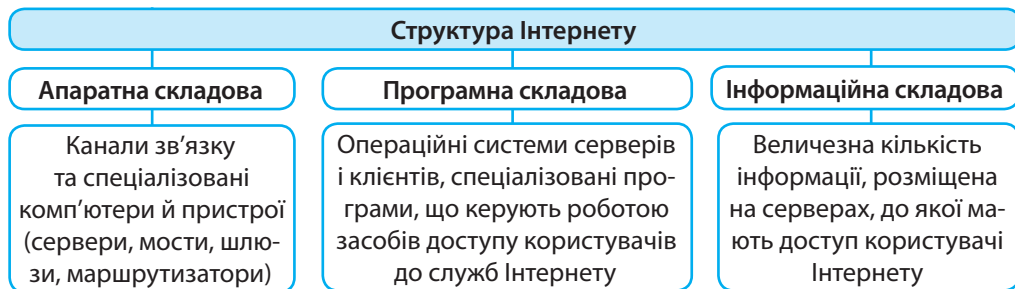 Структура Інтернету
Апаратна складова
Канали зв’язку
та спеціалізовані
комп’ютери й пристрої
(сервери, мости, шлю-
зи, маршрутизатори)
Програмна складова
Операційні системи серверів
і клієнтів, спеціалізовані про-
грами, що керують роботою
засобів доступу користувачів
до служб Інтернету
Інформаційна складова
Величезна кількість
інформації, розміщена
на серверах, до якої ма-
ють доступ користувачі
Інтернету